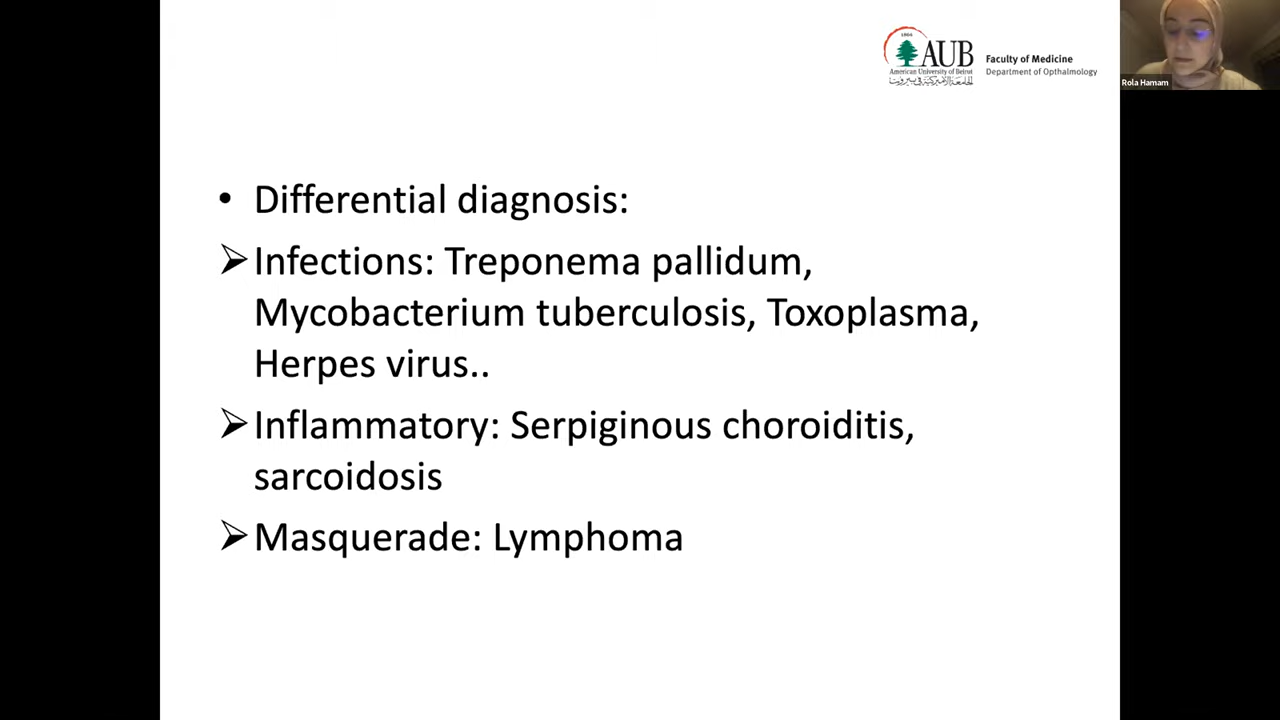 1866
AUB
American University of Beirut
الجامعة الأميركية في بيروت
Faculty of Medicine
Department of Opthalmology
Rola Hamam
• Differential diagnosis:
➢ Infections: Treponema pallidum,
Mycobacterium tuberculosis, Toxoplasma,
Herpes virus..
➢ Inflammatory: Serpiginous choroiditis,
sarcoidosis
➢ Masquerade: Lymphoma